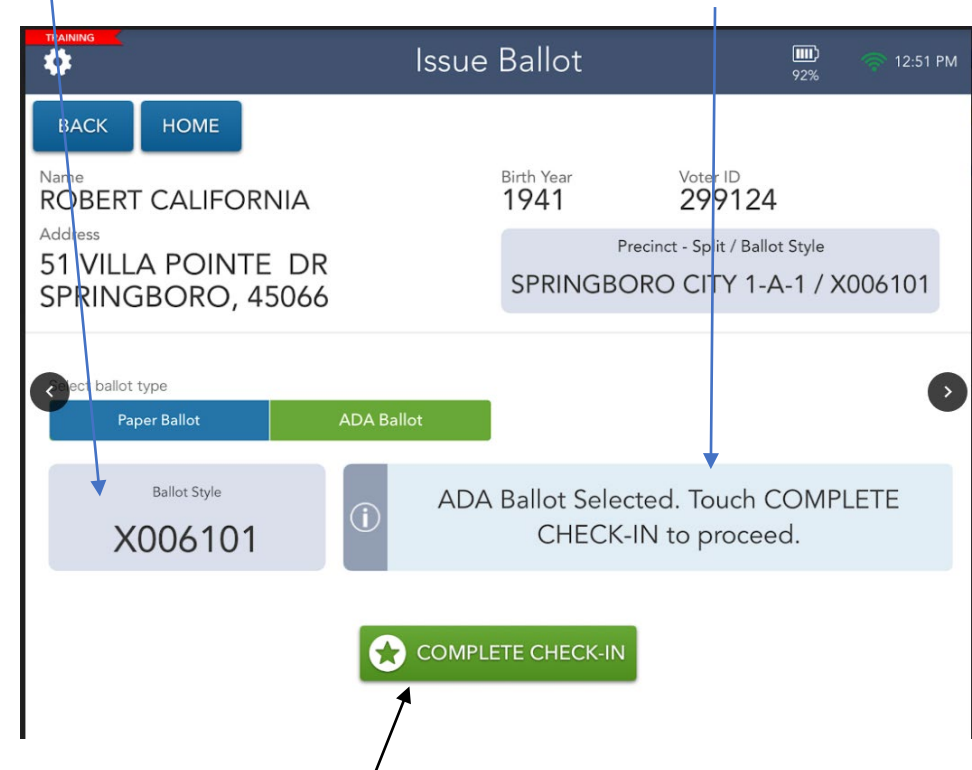 TRAINING
Issue Ballot
92%
12:51 PM
BACK
HOME
Name
ROBERT CALIFORNIA
Birth Year
1941
Voter ID
299124
Address
51 VILLA POINTE DR
SPRINGBORO, 45066
Precinct - Split / Ballot Style
SPRINGBORO CITY 1-A-1 / X006101
Select ballot type
Paper Ballot
ADA Ballot
Ballot Style
X006101
ADA Ballot Selected. Touch COMPLETE
CHECK-IN to proceed.
COMPLETE CHECK-IN